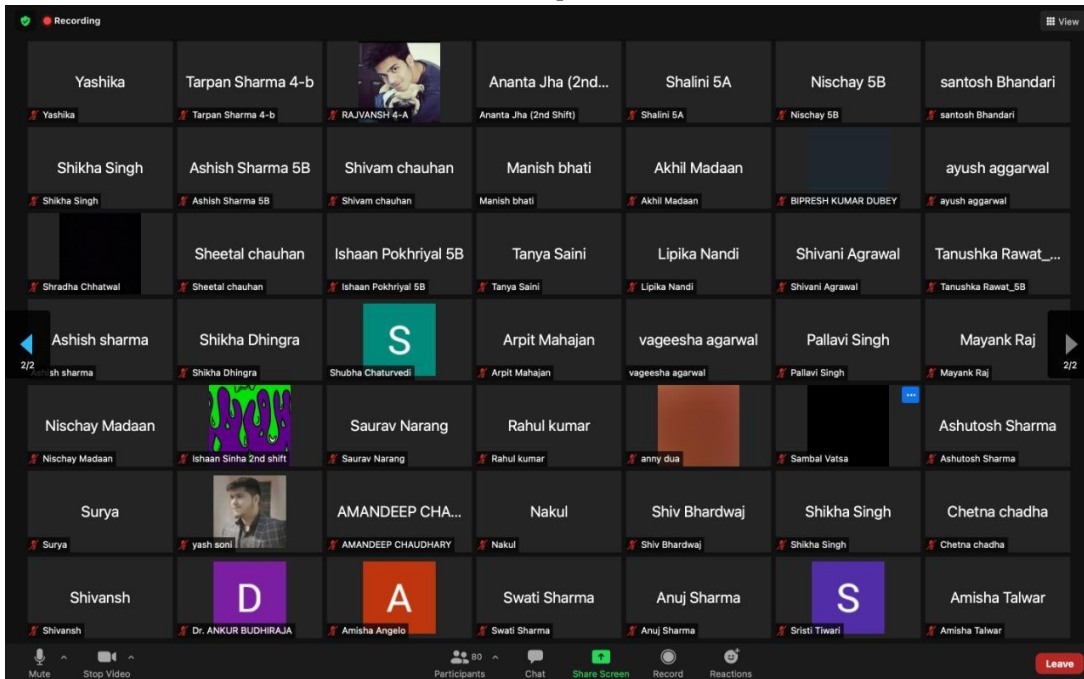 Recording
View
Yashika
Tarpan Sharma 4-b
Ananta Jha (2nd...
Shalini 5A
Nischay 5B
santosh Bhandari
Yashika
Tarpan Sharma 4-b
RAJVANSH 4-A
Ananta Jha (2nd Shift)
Shalini 5A
Nischay 5B
santosh Bhandari
Shikha Singh
Ashish Sharma 5B
Shivam chauhan
Manish bhati
Akhil Madaan
ayush aggarwal
Shikha Singh
Ashish Sharma 5B
Shivam chauhan
Manish bhati
Akhil Madaan
BIPRESH KUMAR DUBEY
ayush aggarwal
Sheetal chauhan
Ishaan Pokhriyal 5B
Tanya Saini
Lipika Nandi
Shivani Agrawal
Tanushka Rawat_...
Shradha Chhatwal
Sheetal chauhan
Ishaan Pokhriyal 5B
Tanya Saini
Lipika Nandi
Shivani Agrawal
Tanushka Rawat_5B
Ashish sharma
Shikha Dhingra
S
Arpit Mahajan
vageesha agarwal
Pallavi Singh
Mayank Raj
2/2
2/2
sh sharma
Shikha Dhingra
Shubha Chaturvedi
Arpit Mahajan
vageesha agarwal
Pallavi Singh
Mayank Raj
Nischay Madaan
Saurav Narang
Rahul kumar
Ashutosh Sharma
Nischay Madaan
Ishaan Sinha 2nd shift
Saurav Narang
Rahul kumar
anny dua
Sambal Vatsa
Ashutosh Sharma
Surya
AMANDEEP CHA...
Nakul
Shiv Bhardwaj
Shikha Singh
Chetna chadha
Surya
yash soni
AMANDEEP CHAUDHARY
Nakul
Shiv Bhardwaj
Shikha Singh
Chetna chadha
Shivansh
D
A
Swati Sharma
Anuj Sharma
S
Amisha Talwar
Shivansh
Dr. ANKUR BUDHIRAJA
Amisha Angelo
Swati Sharma
Anuj Sharma
Sristi Tiwari
Amisha Talwar
80
Mute
Stop Video
Participants
Chat
Share Screen
Record
Reactions
Leave